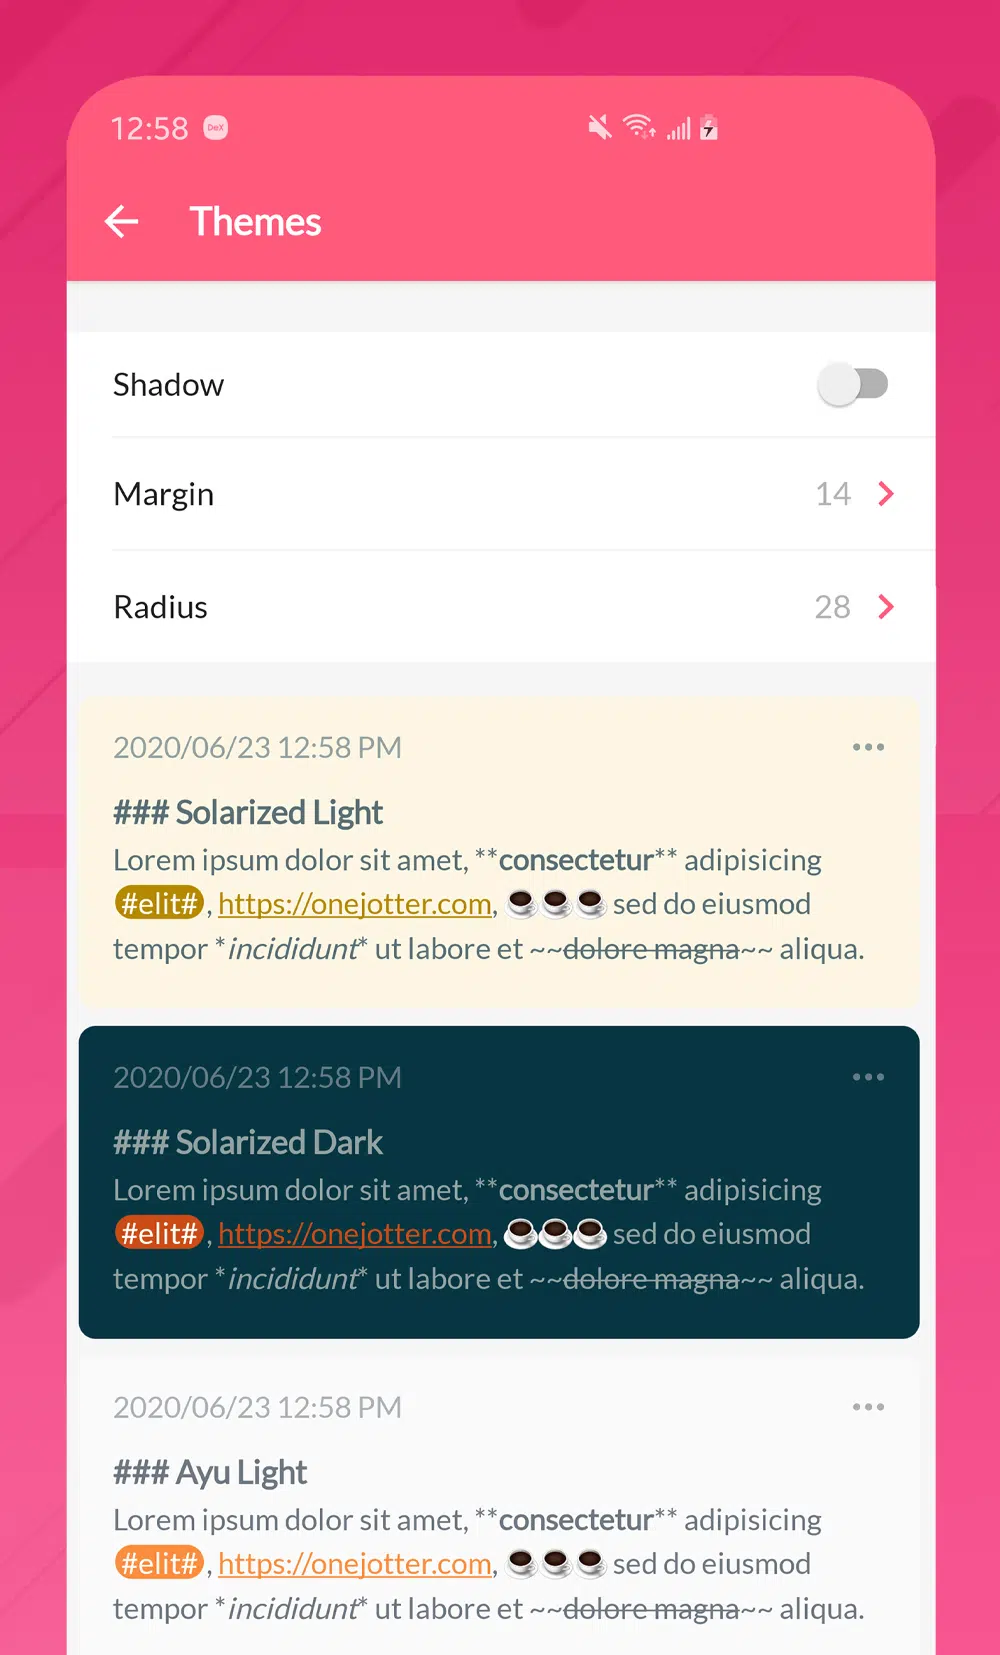 12:58 DeX
Themes
Shadow
Margin 14
Radius 28
2020/06/23 12:58 PM
### Solarized Light
Lorem ipsum dolor sit amet, **consectetur** adipisicing
#elit#, https://onejotter.com, ☕☕☕ sed do eiusmod
tempor *incididunt* ut labore et ~~dolore magna~~ aliqua.
2020/06/23 12:58 PM
### Solarized Dark
Lorem ipsum dolor sit amet, **consectetur** adipisicing
#elit#, https://onejotter.com, ☕☕☕ sed do eiusmod
tempor *incididunt* ut labore et ~~dolore magna~~ aliqua.
2020/06/23 12:58 PM
### Ayu Light
Lorem ipsum dolor sit amet, **consectetur** adipisicing
#elit#, https://onejotter.com, ☕☕☕ sed do eiusmod
tempor *incididunt* ut labore et ~~dolore magna~~ aliqua.